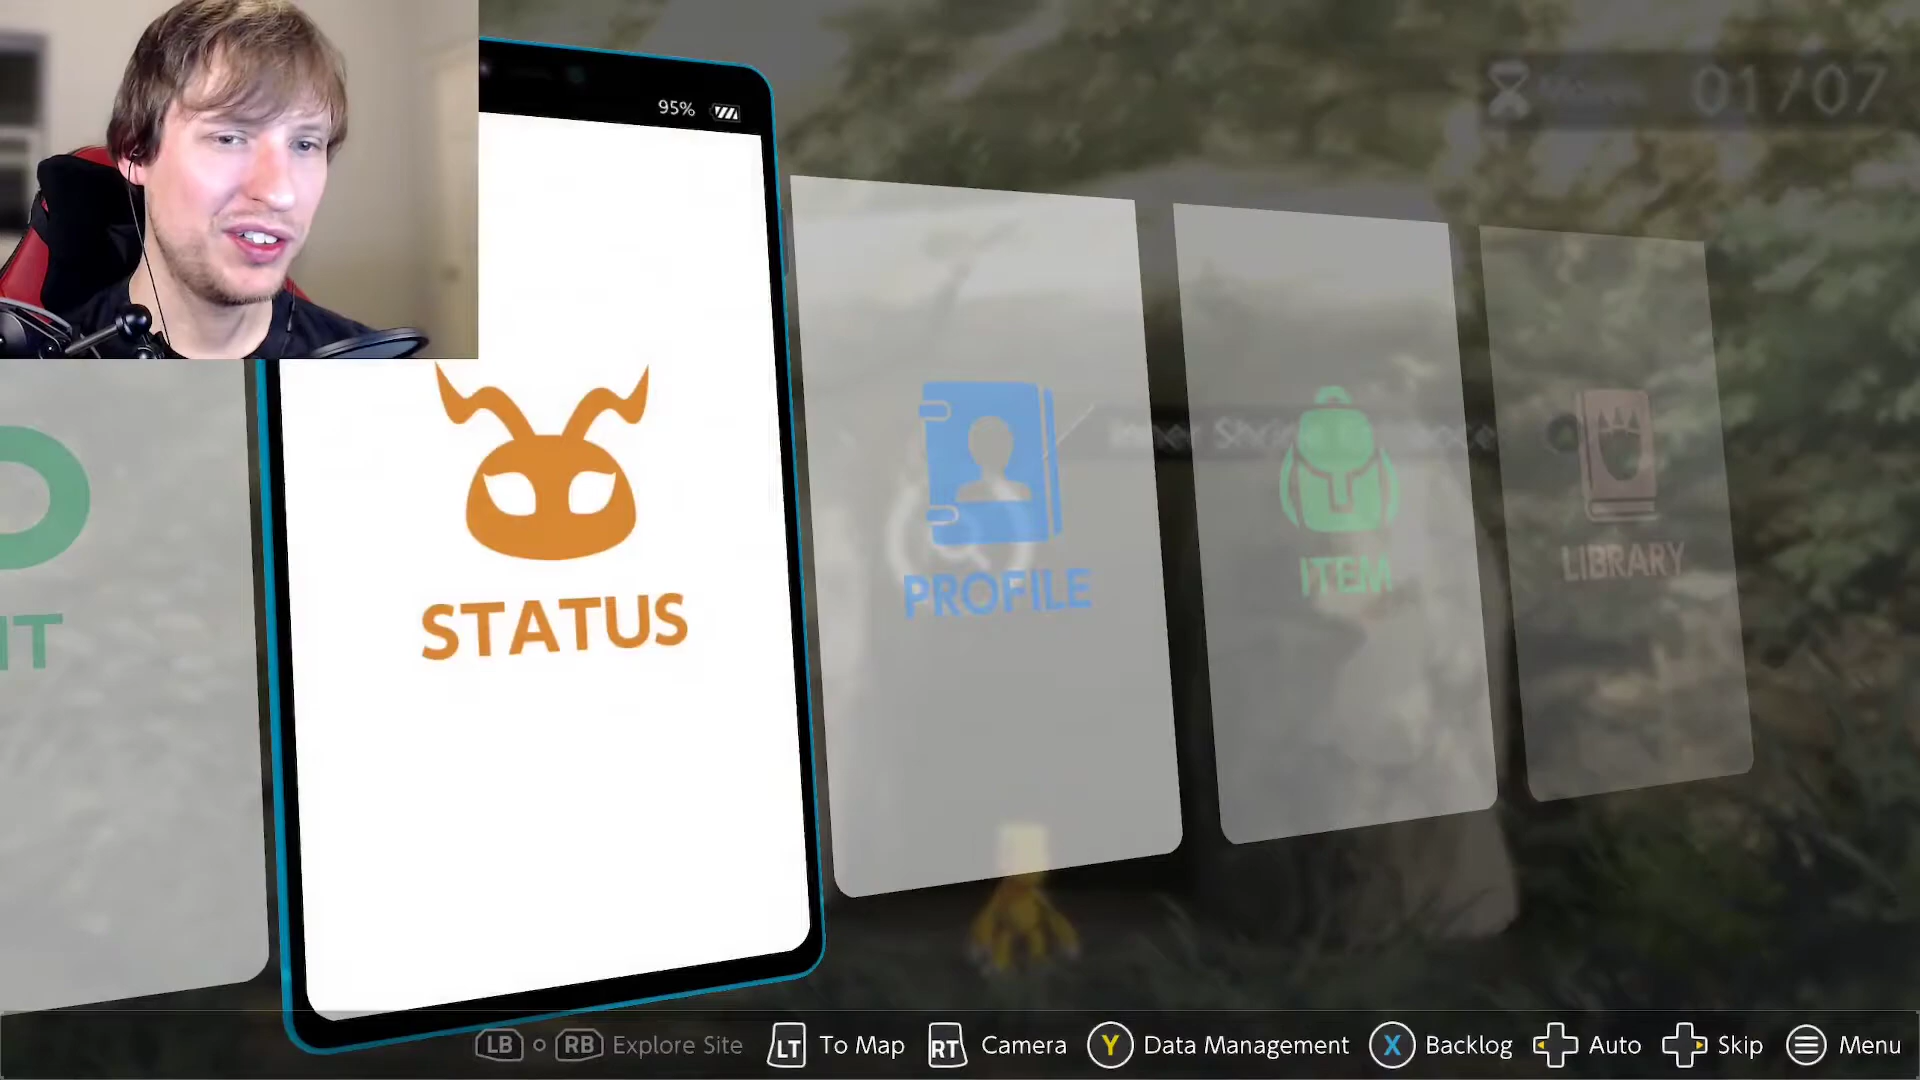 95%
01/07
IT
STATUS
PROFILE
ITEM
LIBRARY
LB RB Explore Site
LT To Map
RT Camera
Y Data Management
X Backlog
Auto
Skip
Menu